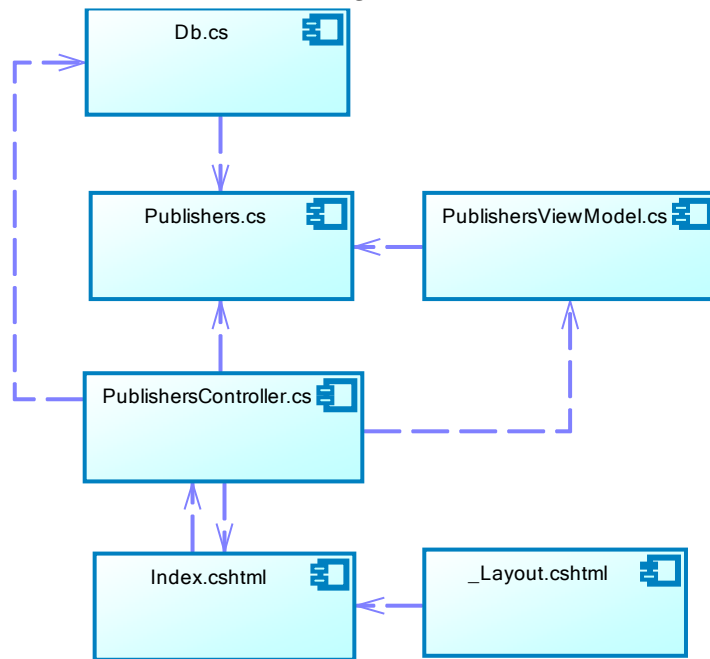 Db.cs
Publishers.cs
PublishersViewModel.cs
PublishersController.cs
Index.cshtml
_Layout.cshtml